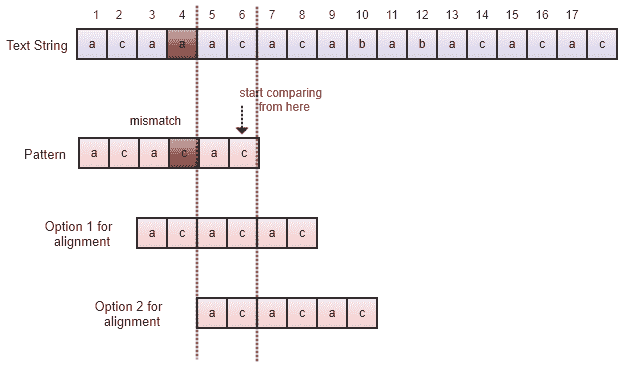 1 2 3 4 5 6 7 8 9 10 11 12 13 14 15 16 17
Text String a c a a a c a c a b a b a c a c a c
start comparing
from here
mismatch
Pattern a c a c a c
Option 1 for
alignment
a c a c a c
Option 2 for
alignment
a c a c a c